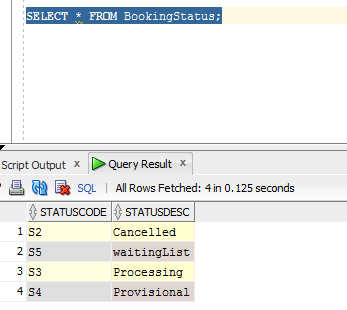 SELECT * FROM BookingStatus;
Script Output x Query Result x
SQL | All Rows Fetched: 4 in 0.125 seconds
STATUSCODE STATUSDESC
1 S2 Cancelled
2 S5 waitingList
3 S3 Processing
4 S4 Provisional